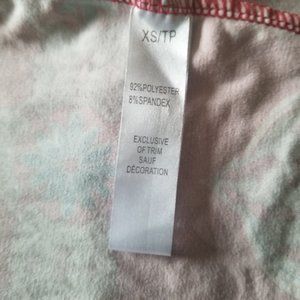 XS/TP
92%POLYESTER
8%SPANDEX
EXCLUSIVE
OF TRIM
SAUF
DÉCORATION